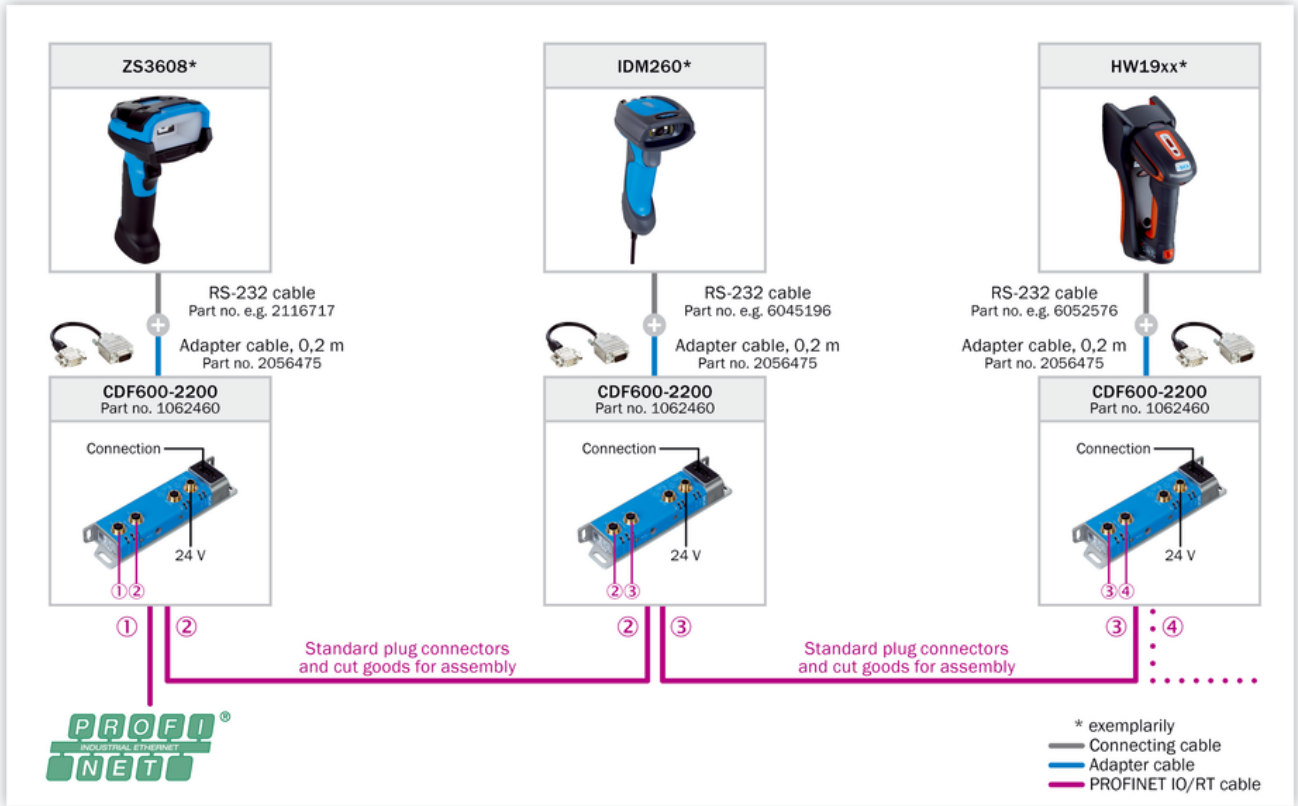 ZS3608*
IDM260*
HW19xx*
RS-232 cable
Part no. e.g. 2116717
Adapter cable, 0,2 m
Part no. 2056475
RS-232 cable
Part no. e.g. 6045196
Adapter cable, 0,2 m
Part no. 2056475
RS-232 cable
Part no. e.g. 6052576
Adapter cable, 0,2 m
Part no. 2056475
CDF600-2200
Part no. 1062460
Connection
24 V
①②
CDF600-2200
Part no. 1062460
Connection
24 V
②③
CDF600-2200
Part no. 1062460
Connection
24 V
③④
① ②
Standard plug connectors
and cut goods for assembly
② ③
Standard plug connectors
and cut goods for assembly
③ ④
PROFI®
INDUSTRIAL ETHERNET
NET
* exemplarily
Connecting cable
Adapter cable
PROFINET IO/RT cable